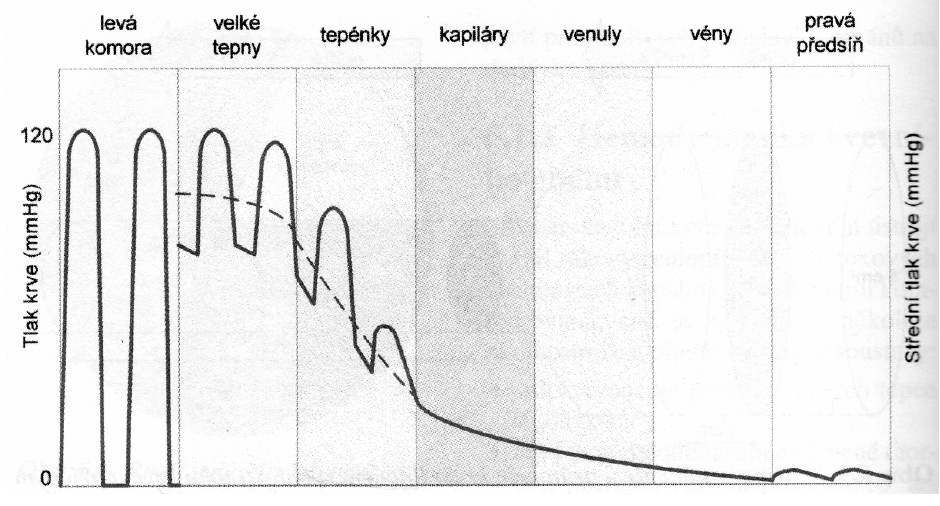 levá
komora
velké
tepny
tepénky
kapiláry
venuly
vény
pravá
předsíň
120
0
Tlak krve (mmHg)
Střední tlak krve (mmHg)